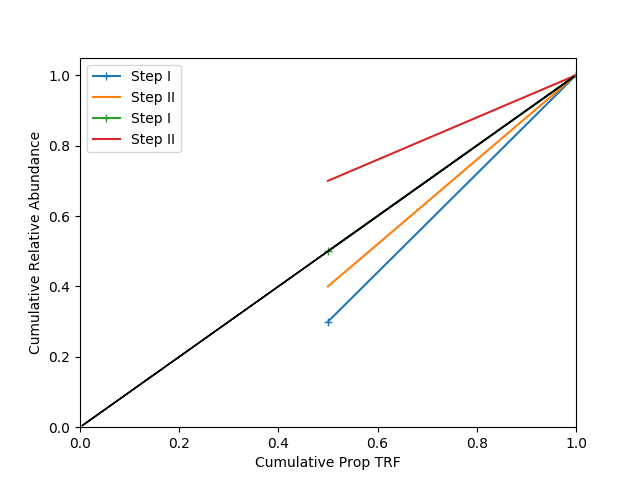 Step I
Step II
Step I
Step II
1.0
0.8
0.6
0.4
0.2
0.0
Cumulative Relative Abundance
0.0 0.2 0.4 0.6 0.8 1.0
Cumulative Prop TRF